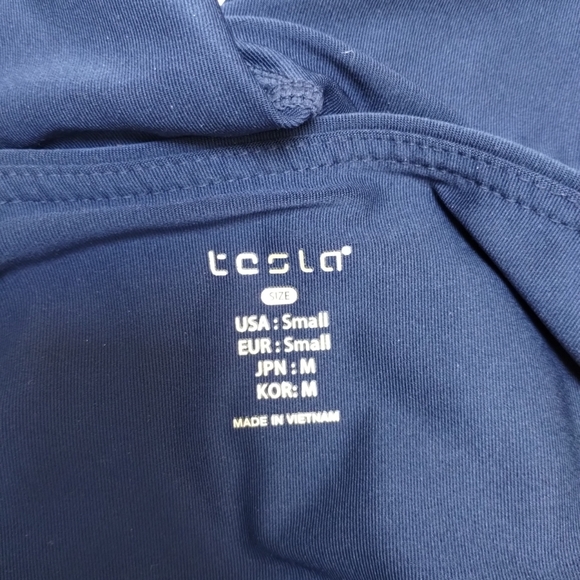 tesla
SIZE
USA : Small
EUR : Small
JPN : M
KOR: M
MADE IN VIETNAM